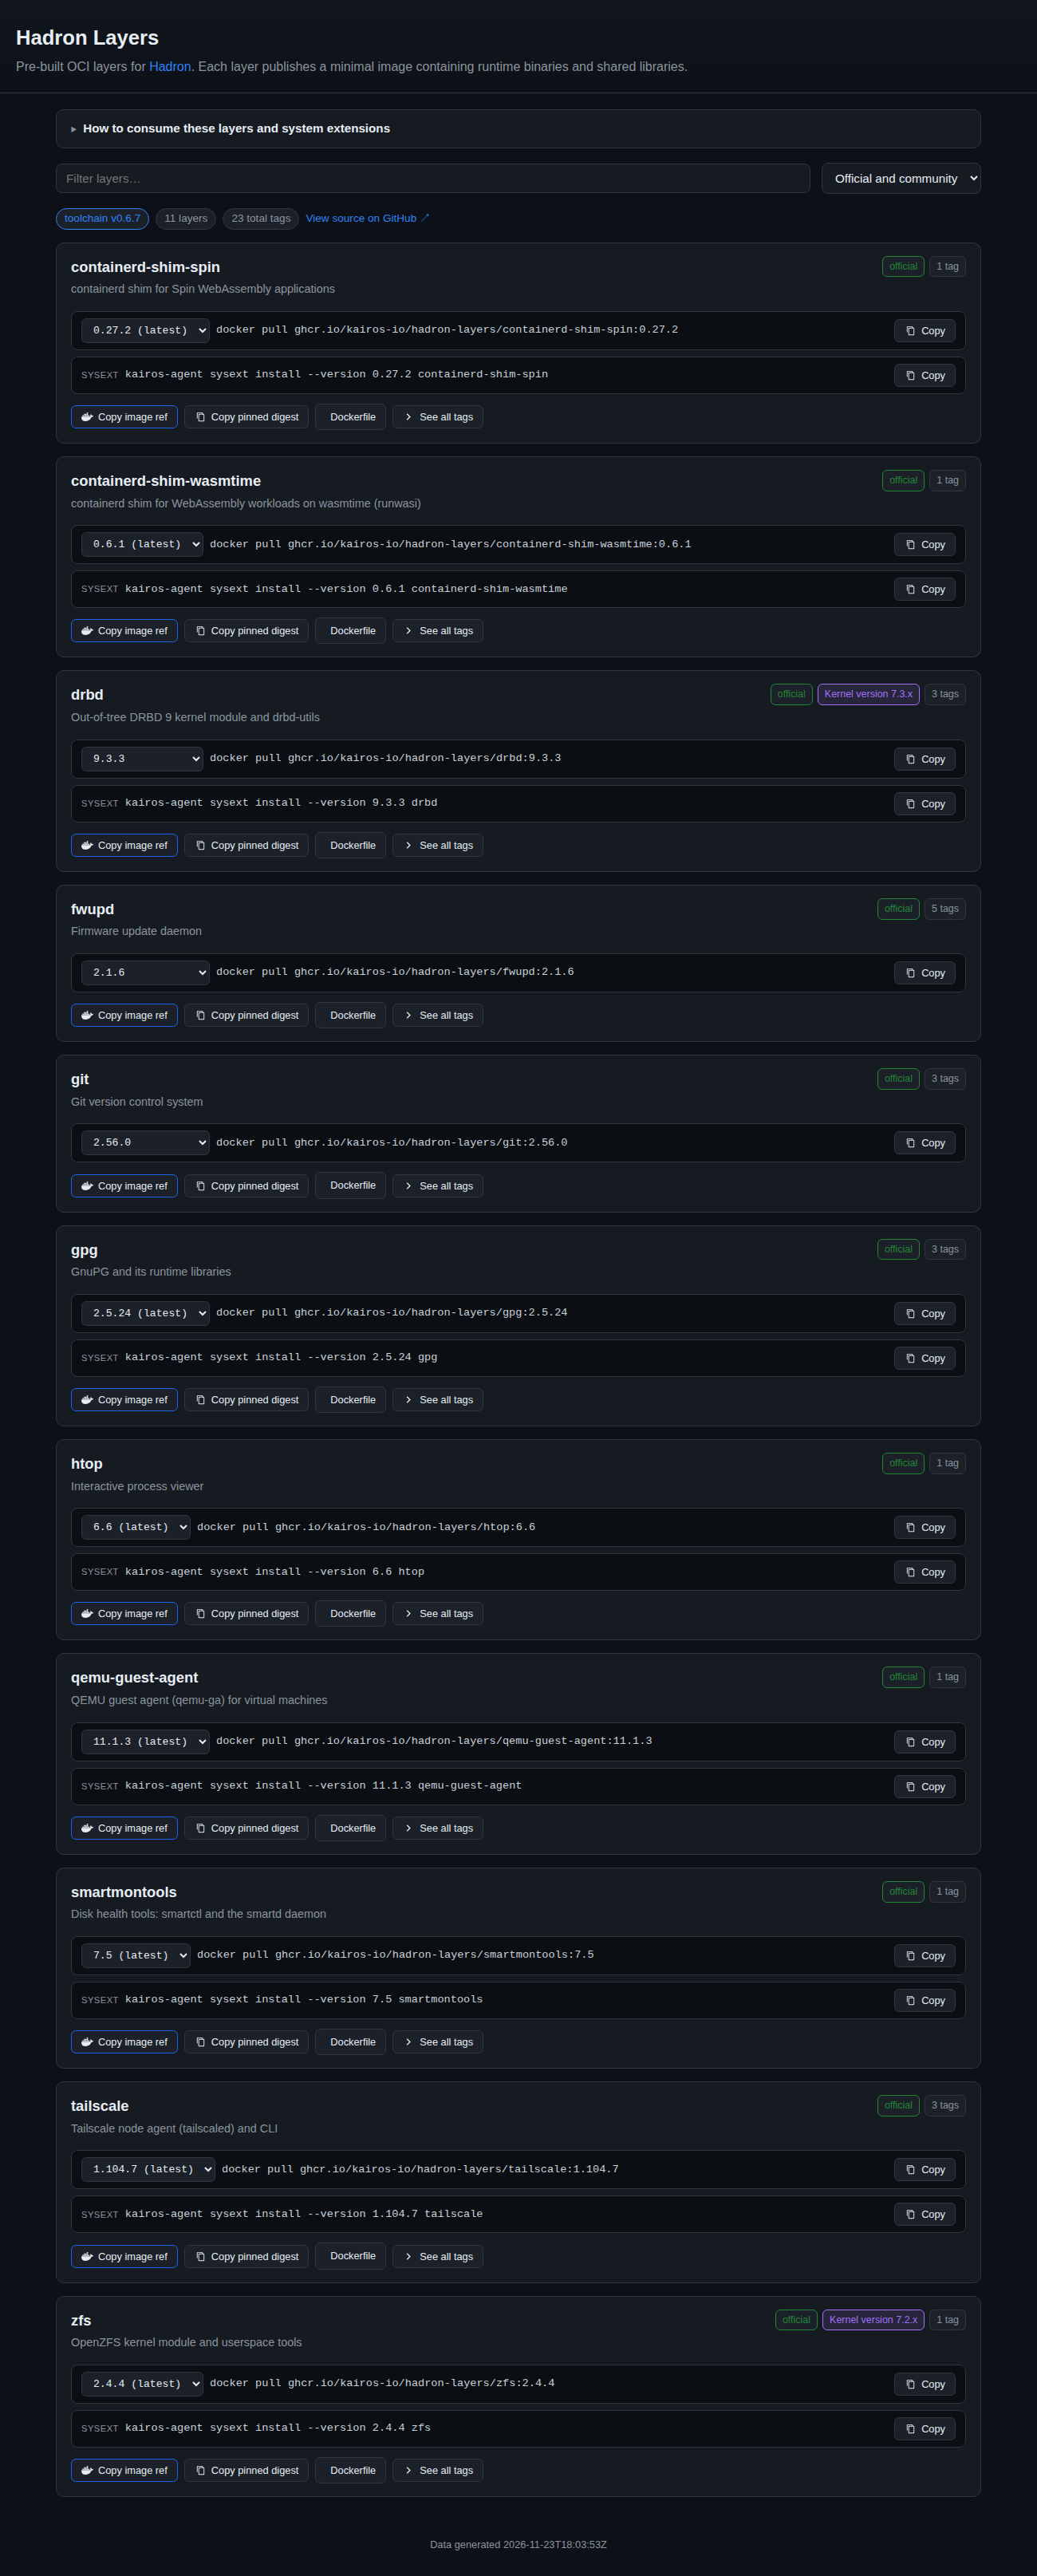 Hadron Layers
Pre-built OCI layers for Hadron. Each layer publishes a minimal image containing runtime binaries and shared libraries.
How to consume these layers and system extensions
Filter layers…
Official and community
toolchain v0.6.7 11 layers 23 total tags View source on GitHub ↗
containerd-shim-spin official 1 tag
containerd shim for Spin WebAssembly applications
0.27.2 (latest) docker pull ghcr.io/kairos-io/hadron-layers/containerd-shim-spin:0.27.2 Copy
SYSEXT kairos-agent sysext install --version 0.27.2 containerd-shim-spin Copy
Copy image ref Copy pinned digest Dockerfile See all tags
containerd-shim-wasmtime official 1 tag
containerd shim for WebAssembly workloads on wasmtime (runwasi)
0.6.1 (latest) docker pull ghcr.io/kairos-io/hadron-layers/containerd-shim-wasmtime:0.6.1 Copy
SYSEXT kairos-agent sysext install --version 0.6.1 containerd-shim-wasmtime Copy
Copy image ref Copy pinned digest Dockerfile See all tags
drbd official Kernel version 7.3.x 3 tags
Out-of-tree DRBD 9 kernel module and drbd-utils
9.3.3 docker pull ghcr.io/kairos-io/hadron-layers/drbd:9.3.3 Copy
SYSEXT kairos-agent sysext install --version 9.3.3 drbd Copy
Copy image ref Copy pinned digest Dockerfile See all tags
fwupd official 5 tags
Firmware update daemon
2.1.6 docker pull ghcr.io/kairos-io/hadron-layers/fwupd:2.1.6 Copy
Copy image ref Copy pinned digest Dockerfile See all tags
git official 3 tags
Git version control system
2.56.0 docker pull ghcr.io/kairos-io/hadron-layers/git:2.56.0 Copy
Copy image ref Copy pinned digest Dockerfile See all tags
gpg official 3 tags
GnuPG and its runtime libraries
2.5.24 (latest) docker pull ghcr.io/kairos-io/hadron-layers/gpg:2.5.24 Copy
SYSEXT kairos-agent sysext install --version 2.5.24 gpg Copy
Copy image ref Copy pinned digest Dockerfile See all tags
htop official 1 tag
Interactive process viewer
6.6 (latest) docker pull ghcr.io/kairos-io/hadron-layers/htop:6.6 Copy
SYSEXT kairos-agent sysext install --version 6.6 htop Copy
Copy image ref Copy pinned digest Dockerfile See all tags
qemu-guest-agent official 1 tag
QEMU guest agent (qemu-ga) for virtual machines
11.1.3 (latest) docker pull ghcr.io/kairos-io/hadron-layers/qemu-guest-agent:11.1.3 Copy
SYSEXT kairos-agent sysext install --version 11.1.3 qemu-guest-agent Copy
Copy image ref Copy pinned digest Dockerfile See all tags
smartmontools official 1 tag
Disk health tools: smartctl and the smartd daemon
7.5 (latest) docker pull ghcr.io/kairos-io/hadron-layers/smartmontools:7.5 Copy
SYSEXT kairos-agent sysext install --version 7.5 smartmontools Copy
Copy image ref Copy pinned digest Dockerfile See all tags
tailscale official 3 tags
Tailscale node agent (tailscaled) and CLI
1.104.7 (latest) docker pull ghcr.io/kairos-io/hadron-layers/tailscale:1.104.7 Copy
SYSEXT kairos-agent sysext install --version 1.104.7 tailscale Copy
Copy image ref Copy pinned digest Dockerfile See all tags
zfs official Kernel version 7.2.x 1 tag
OpenZFS kernel module and userspace tools
2.4.4 (latest) docker pull ghcr.io/kairos-io/hadron-layers/zfs:2.4.4 Copy
SYSEXT kairos-agent sysext install --version 2.4.4 zfs Copy
Copy image ref Copy pinned digest Dockerfile See all tags
Data generated 2026-11-23T18:03:53Z